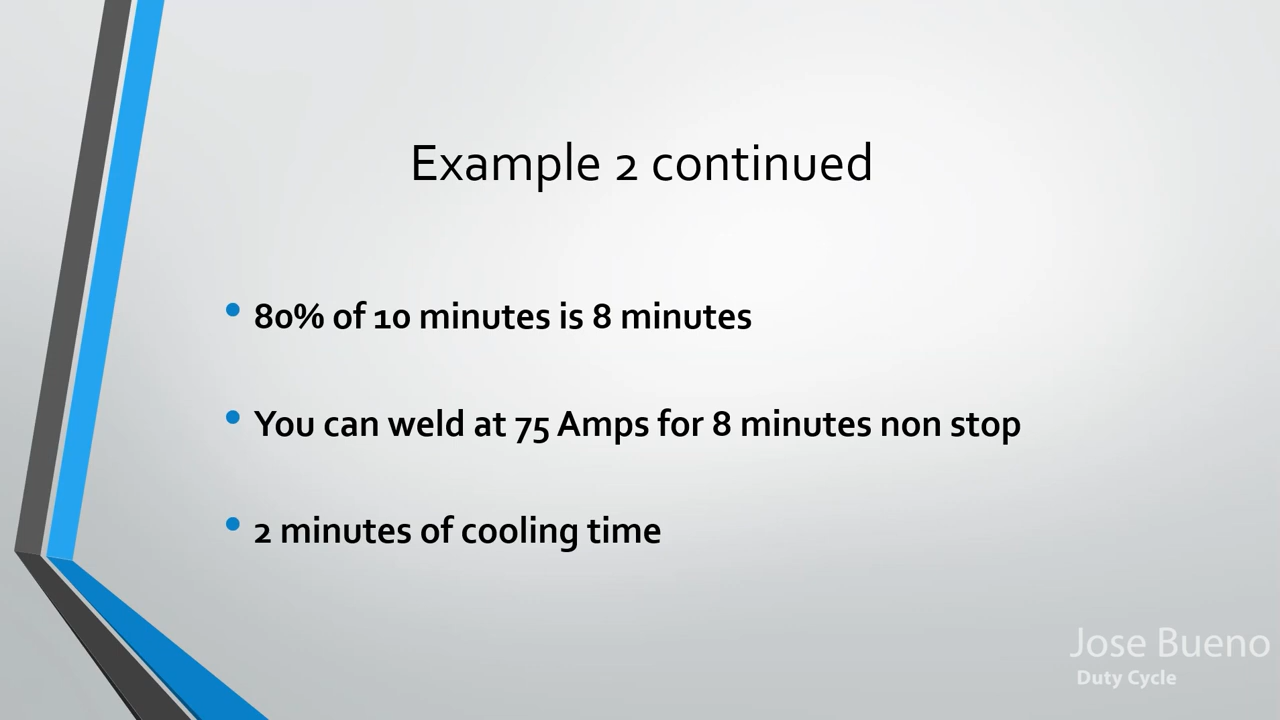 Example 2 continued
• 80% of 10 minutes is 8 minutes
• You can weld at 75 Amps for 8 minutes non stop
• 2 minutes of cooling time
Jose Bueno
Duty Cycle